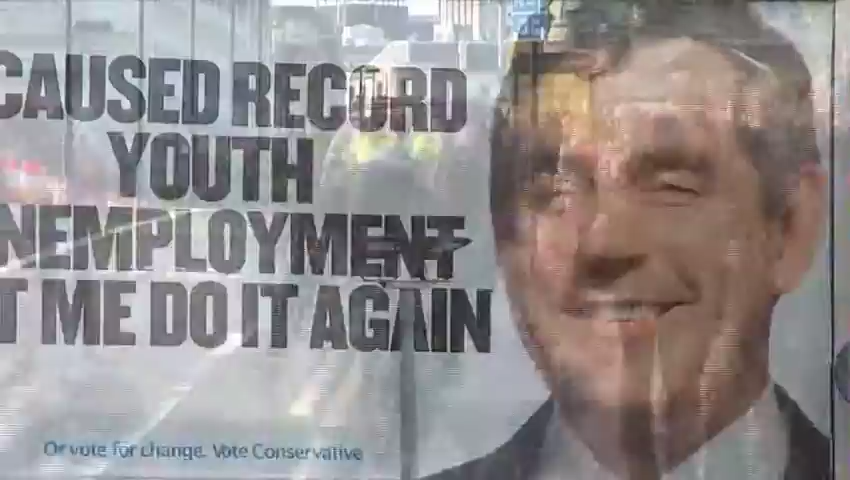 CAUSED RECORD
YOUTH
NEMPLOYMENT
T ME DO IT AGAIN
Or vote for change. Vote Conservative